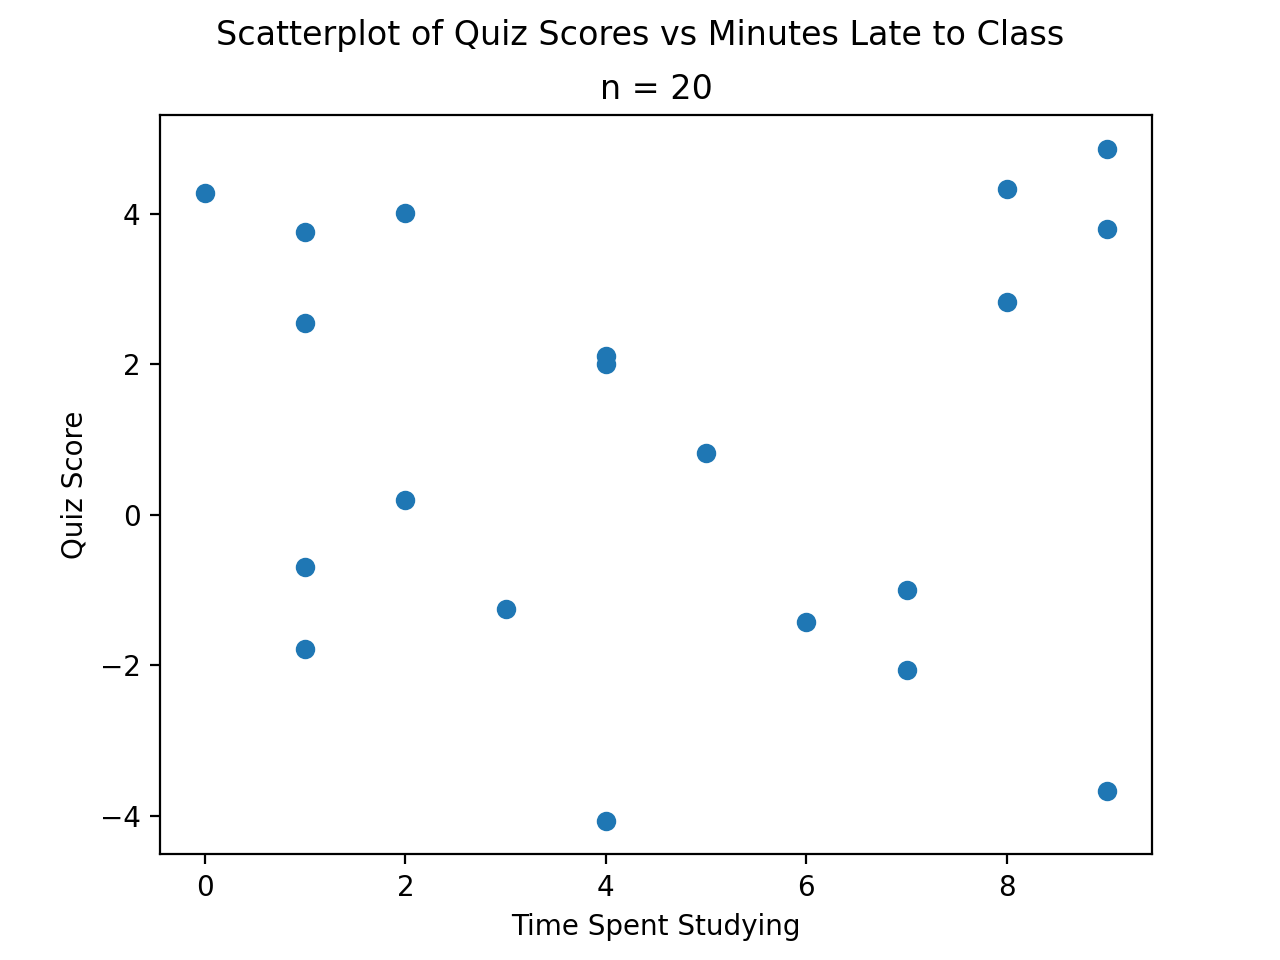 Scatterplot of Quiz Scores vs Minutes Late to Class
n = 20
4
2
0
−2
−4
Quiz Score
0 2 4 6 8
Time Spent Studying